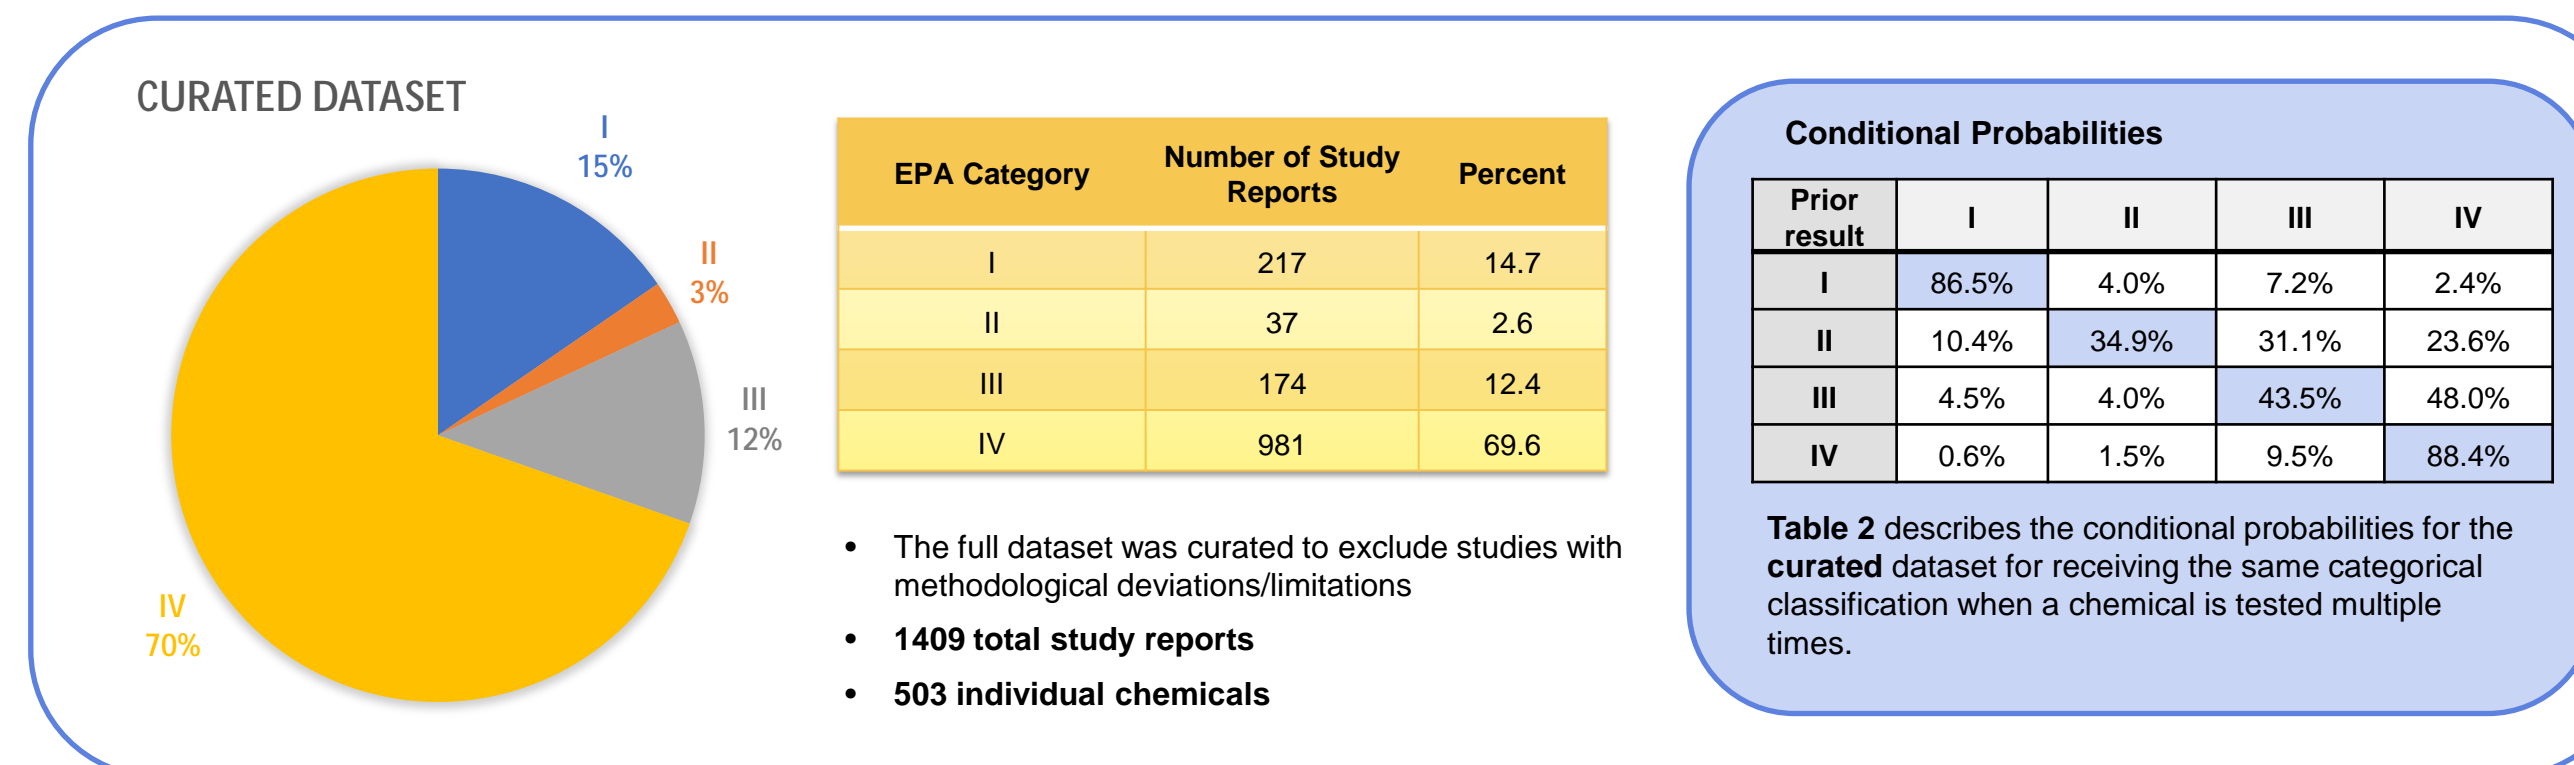 CURATED DATASET
I
15%
II
3%
III
12%
IV
70%
EPA Category
Number of Study
Reports
Percent
I 217 14.7
II 37 2.6
III 174 12.4
IV 981 69.6
• The full dataset was curated to exclude studies with
methodological deviations/limitations
• 1409 total study reports
• 503 individual chemicals
Conditional Probabilities
Prior
result
I II III IV
I 86.5% 4.0% 7.2% 2.4%
II 10.4% 34.9% 31.1% 23.6%
III 4.5% 4.0% 43.5% 48.0%
IV 0.6% 1.5% 9.5% 88.4%
Table 2 describes the conditional probabilities for the
curated dataset for receiving the same categorical
classification when a chemical is tested multiple
times.